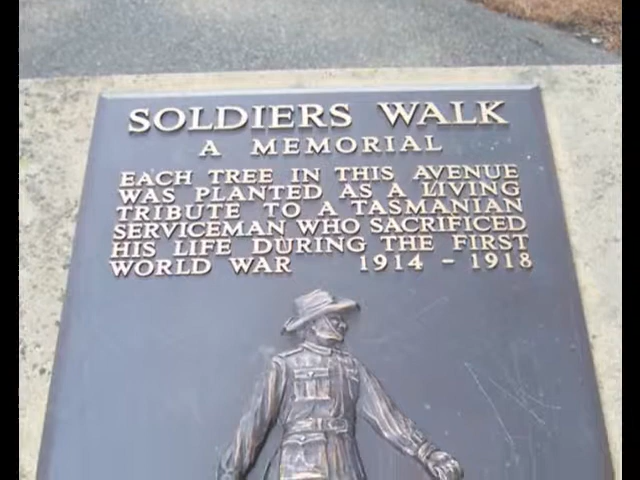 SOLDIERS WALK
A MEMORIAL
EACH TREE IN THIS AVENUE
WAS PLANTED AS A LIVING
TRIBUTE TO A TASMANIAN
SERVICEMAN WHO SACRIFICED
HIS LIFE DURING THE FIRST
WORLD WAR 1914 - 1918